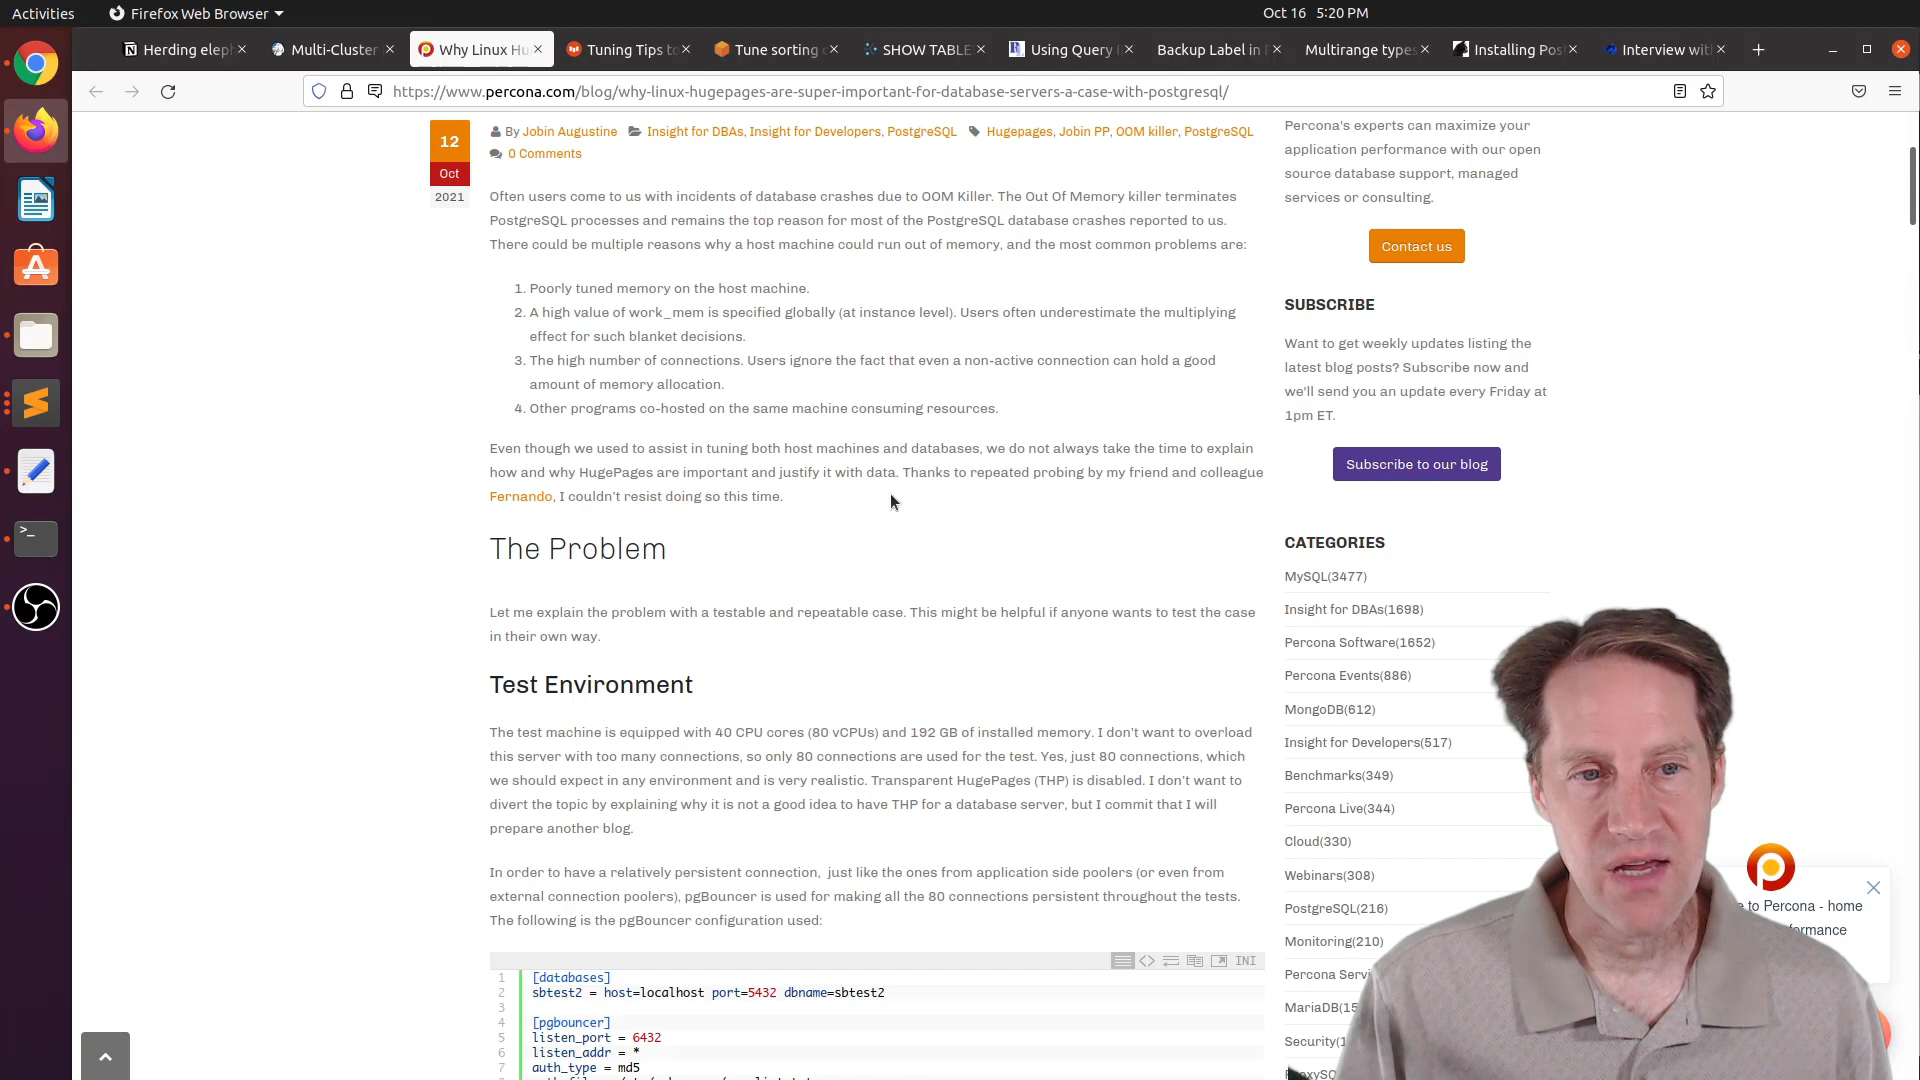 Activities
Firefox Web Browser
Oct 16 5:20 PM
Herding elep
Multi-Cluster
Why Linux Hu
Tuning Tips to
Tune sorting
SHOW TABLE
Using Query
Backup Label in
Multirange types
Installing Pos
Interview wit
https://www.percona.com/blog/why-linux-hugepages-are-super-important-for-database-servers-a-case-with-postgresql/
12
Oct
2021
By Jobin Augustine Insight for DBAs, Insight for Developers, PostgreSQL Hugepages, Jobin PP, OOM killer, PostgreSQL
0 Comments
Often users come to us with incidents of database crashes due to OOM Killer. The Out Of Memory killer terminates
PostgreSQL processes and remains the top reason for most of the PostgreSQL database crashes reported to us.
There could be multiple reasons why a host machine could run out of memory, and the most common problems are:
1. Poorly tuned memory on the host machine.
2. A high value of work_mem is specified globally (at instance level). Users often underestimate the multiplying
effect for such blanket decisions.
3. The high number of connections. Users ignore the fact that even a non-active connection can hold a good
amount of memory allocation.
4. Other programs co-hosted on the same machine consuming resources.
Even though we used to assist in tuning both host machines and databases, we do not always take the time to explain
how and why HugePages are important and justify it with data. Thanks to repeated probing by my friend and colleague
Fernando, I couldn't resist doing so this time.
The Problem
Let me explain the problem with a testable and repeatable case. This might be helpful if anyone wants to test the case
in their own way.
Test Environment
The test machine is equipped with 40 CPU cores (80 vCPUs) and 192 GB of installed memory. I don't want to overload
this server with too many connections, so only 80 connections are used for the test. Yes, just 80 connections, which
we should expect in any environment and is very realistic. Transparent HugePages (THP) is disabled. I don't want to
divert the topic by explaining why it is not a good idea to have THP for a database server, but I commit that I will
prepare another blog.
In order to have a relatively persistent connection, just like the ones from application side poolers (or even from
external connection poolers), pgBouncer is used for making all the 80 connections persistent throughout the tests.
The following is the pgBouncer configuration used:
INI
1 [databases]
2 sbtest2 = host=localhost port=5432 dbname=sbtest2
3
4 [pgbouncer]
5 listen_port = 6432
6 listen_addr = *
7 auth_type = md5
Percona's experts can maximize your
application performance with our open
source database support, managed
services or consulting.
Contact us
SUBSCRIBE
Want to get weekly updates listing the
latest blog posts? Subscribe now and
we'll send you an update every Friday at
1pm ET.
Subscribe to our blog
CATEGORIES
MySQL(3477)
Insight for DBAs(1698)
Percona Software(1652)
Percona Events(886)
MongoDB(612)
Insight for Developers(517)
Benchmarks(349)
Percona Live(344)
Cloud(330)
Webinars(308)
PostgreSQL(216)
Monitoring(210)
Percona Servi
MariaDB(15
Security(1
oxySQ
e to Percona - home
formance